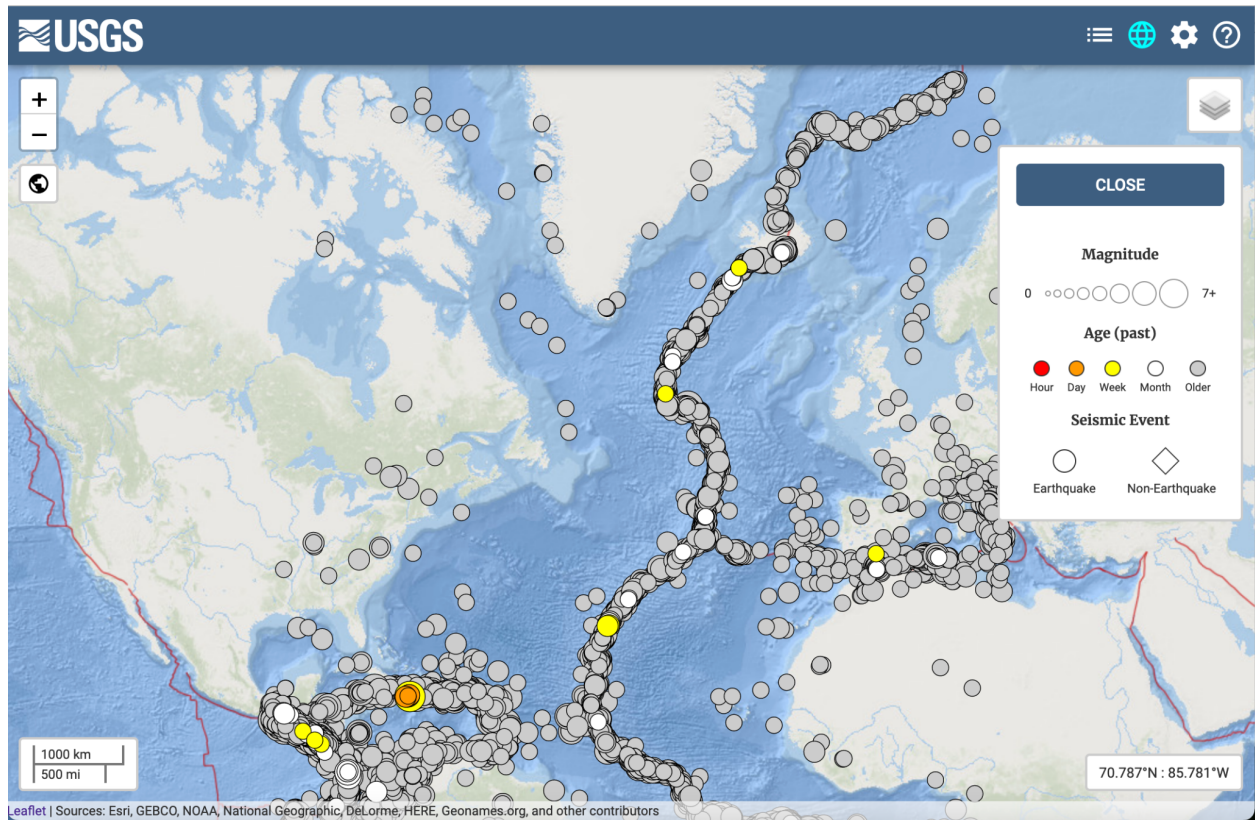 USGS
+
−
CLOSE
Magnitude
0 7+
Age (past)
Hour Day Week Month Older
Seismic Event
Earthquake Non-Earthquake
1000 km
500 mi
70.787°N : 85.781°W
Leaflet | Sources: Esri, GEBCO, NOAA, National Geographic, DeLorme, HERE, Geonames.org, and other contributors